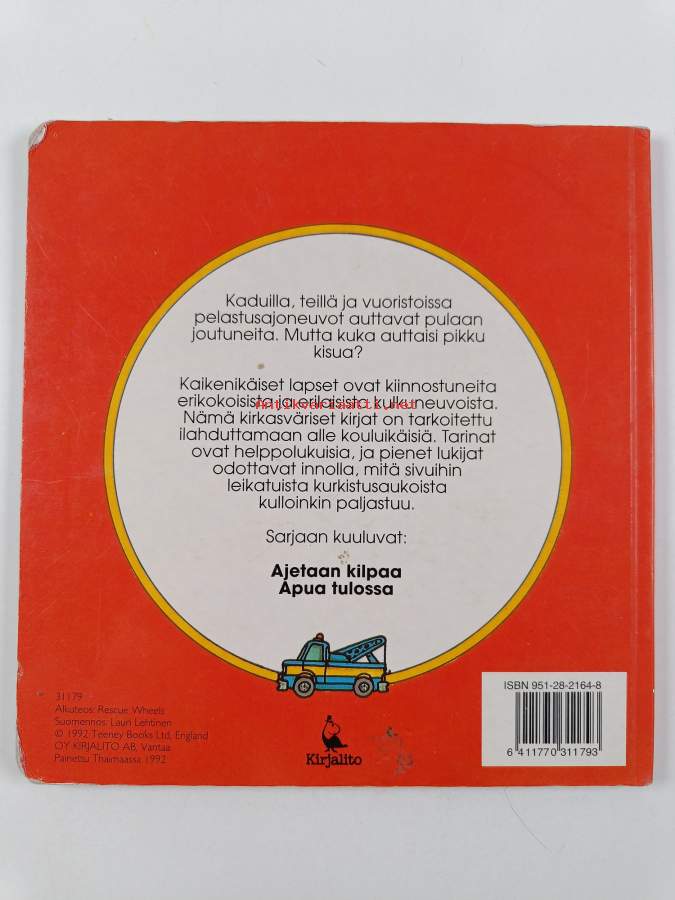 Kaduilla, teillä ja vuoristoissa
pelastusajoneuvot auttavat pulaan
joutuneita. Mutta kuka auttaisi pikku
kisua?
Kaikenikäiset lapset ovat kiinnostuneita
erikokoisista ja erilaisista kulkuneuvoista.
Antikvariaatti.net
Nämä kirkasväriset kirjat on tarkoitettu
ilahduttamaan alle kouluikäisiä. Tarinat
ovat helppolukuisia, ja pienet lukijat
odottavat innolla, mitä sivuihin
leikatuista kurkistusaukoista
kulloinkin paljastuu.
Sarjaan kuuluvat:
Ajetaan kilpaa
Apua tulossa
31179
Alkuteos: Rescue Wheels
Suomennos: Lauri Lehtinen
© 1992 Teeney Books Ltd, England
OY KIRJALITO AB, Vantaa
Painettu Thaimaassa 1992
Kirjalito
ISBN 951-28-2164-8
6 411770 311793